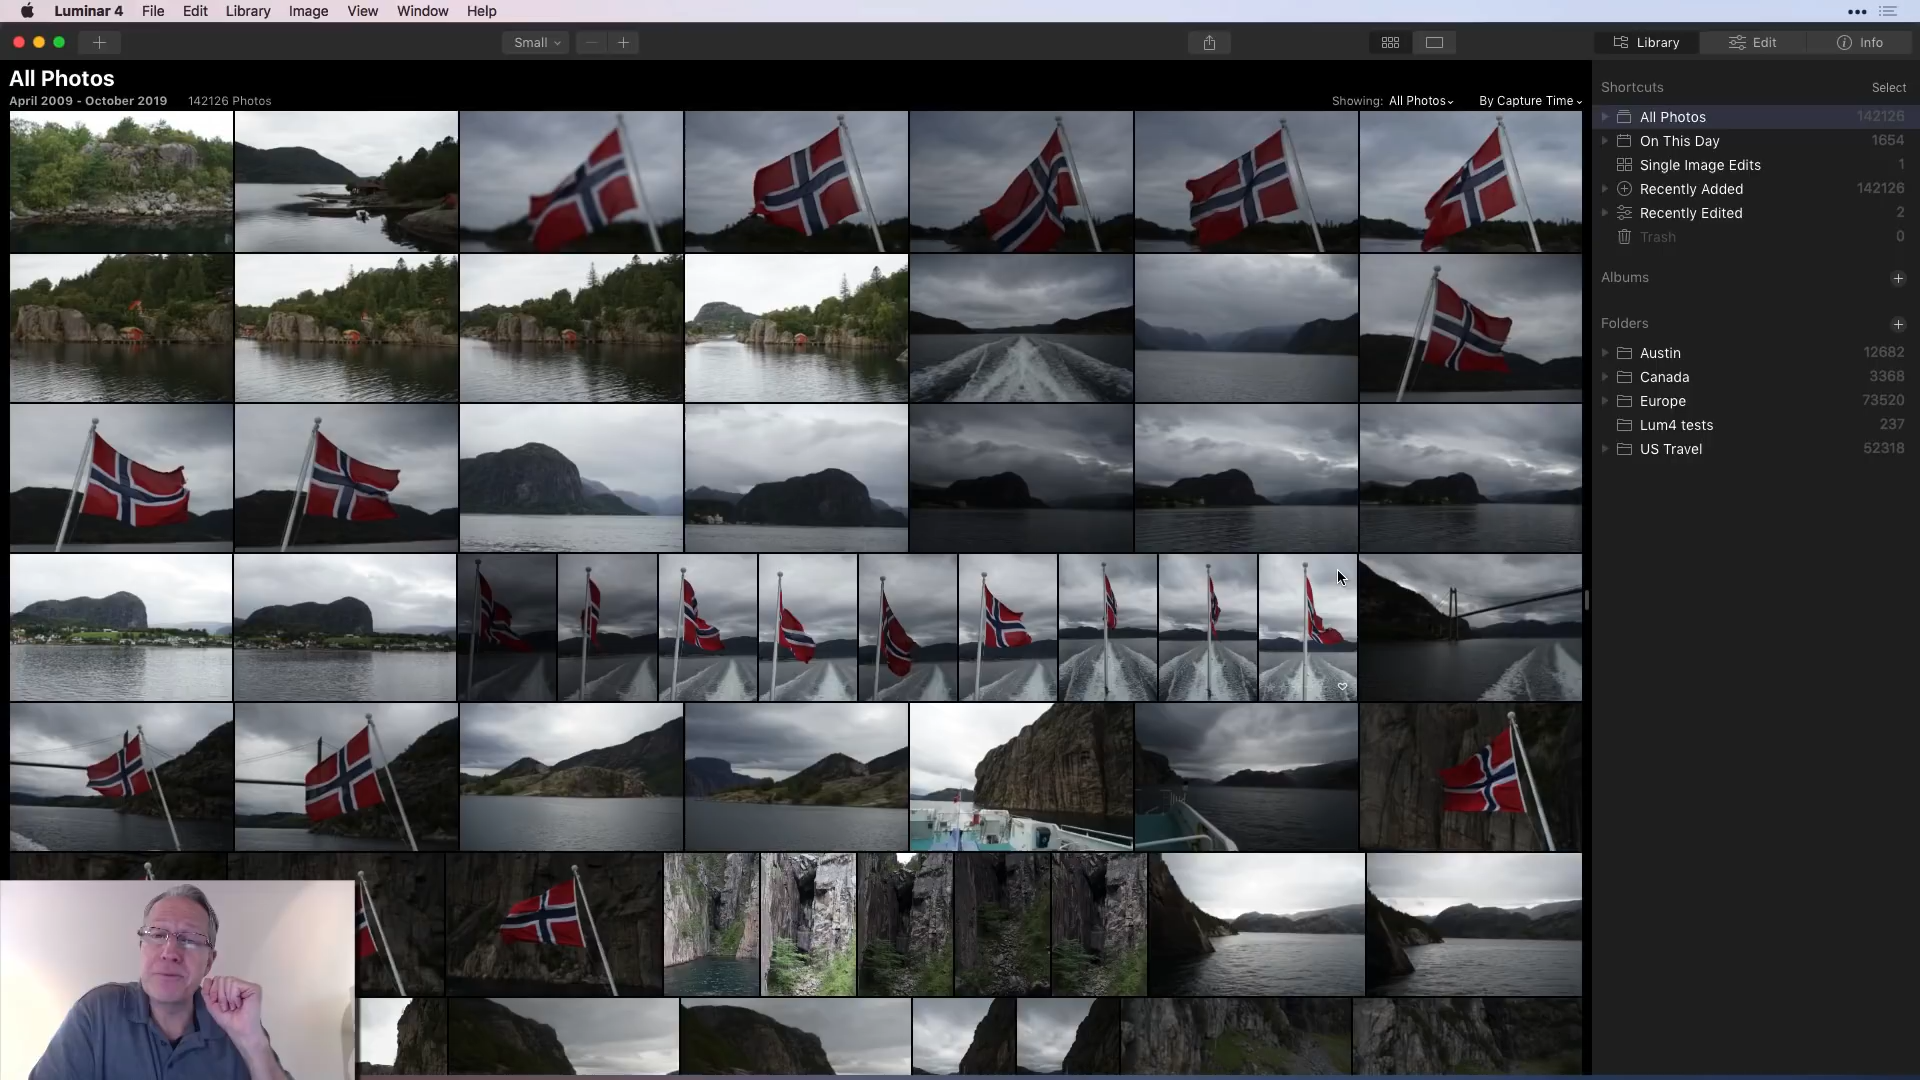 Luminar 4 File Edit Library Image View Window Help
Small
Library Edit Info
All Photos
April 2009 - October 2019 142126 Photos
Showing: All Photos By Capture Time
Shortcuts Select
All Photos 142126
On This Day 1654
Single Image Edits 1
Recently Added 142126
Recently Edited 2
Trash 0
Albums
Folders
Austin 12682
Canada 3368
Europe 73520
Lum4 tests 237
US Travel 52318